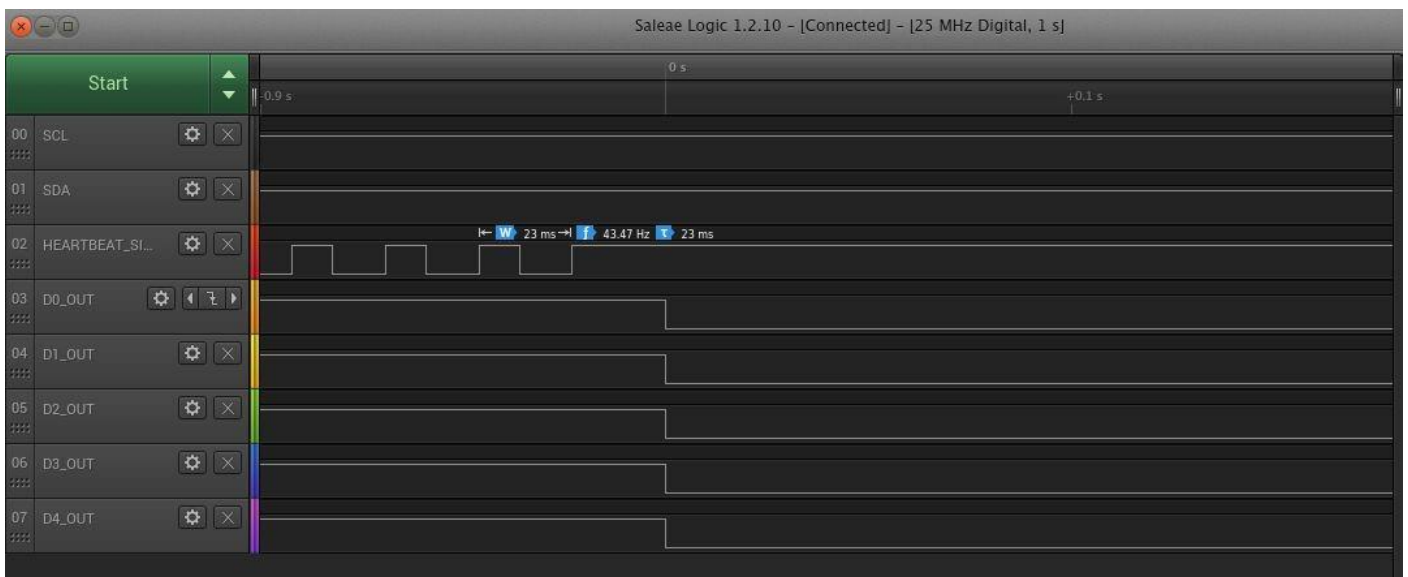 Saleae Logic 1.2.10 - [Connected] - [25 MHz Digital, 1 s]
Start
0 s
-0.9 s
+0.1 s
00 SCL
01 SDA
W 23 ms f 43.47 Hz τ 23 ms
02 HEARTBEAT_SI...
03 D0_OUT
04 D1_OUT
05 D2_OUT
06 D3_OUT
07 D4_OUT